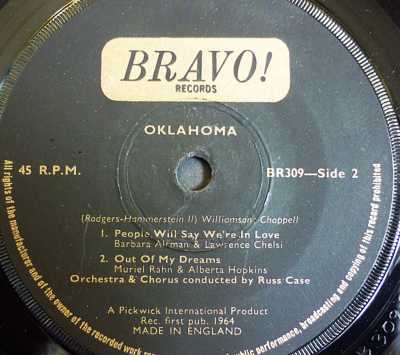 BRAVO!
RECORDS
OKLAHOMA
45 R.P.M.
BR309—Side 2
(Rodgers-Hammerstein II) Williamson; Chappell
1. People Will Say We're In Love
Barbara Altman & Lawrence Chelsi
2. Out Of My Dreams
Muriel Rahn & Alberta Hopkins
Orchestra & Chorus conducted by Russ Case
A Pickwick International Product
Rec. first pub. 1964
MADE IN ENGLAND
All rights of the manufacturer and of the owner of the recorded work
public performance, broadcasting and copying of this record prohibited